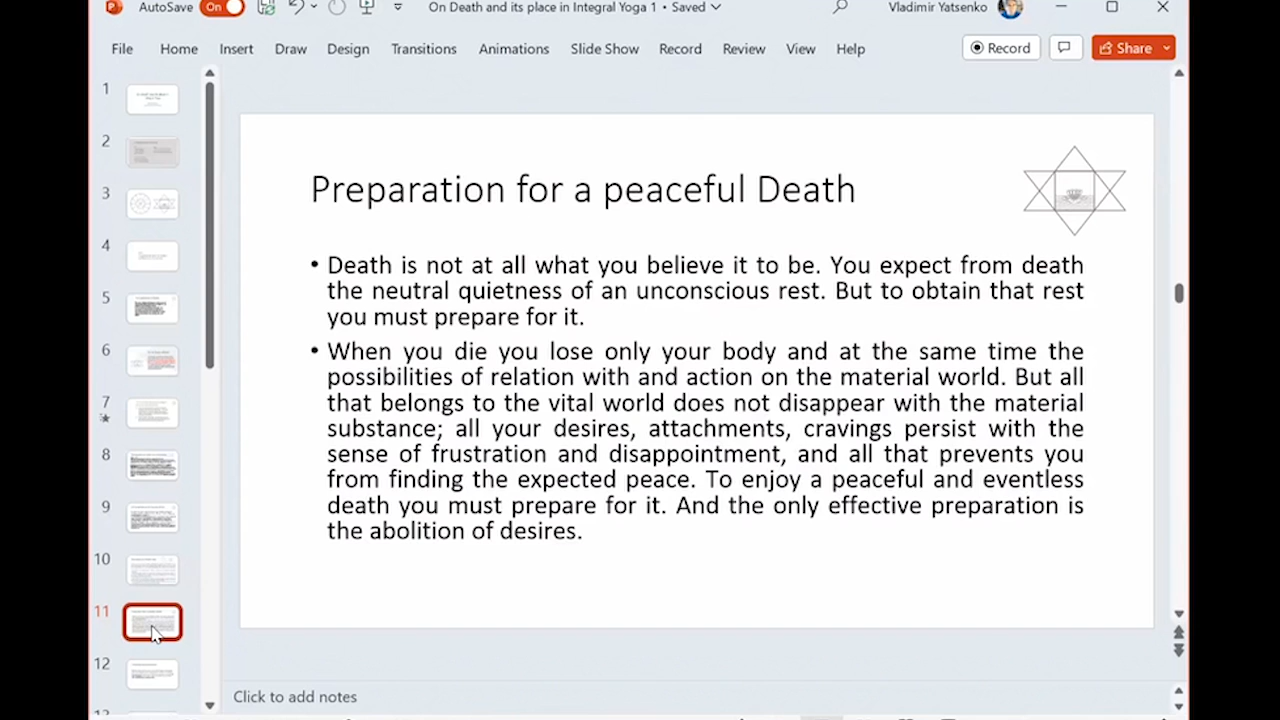 AutoSave On On Death and its place in Integral Yoga 1 • Saved Vladimir Yatsenko
File Home Insert Draw Design Transitions Animations Slide Show Record Review View Help Record Share
1
2
3
4
5
6
7
8
9
10
11
12
Preparation for a peaceful Death
• Death is not at all what you believe it to be. You expect from death
the neutral quietness of an unconscious rest. But to obtain that rest
you must prepare for it.
• When you die you lose only your body and at the same time the
possibilities of relation with and action on the material world. But all
that belongs to the vital world does not disappear with the material
substance; all your desires, attachments, cravings persist with the
sense of frustration and disappointment, and all that prevents you
from finding the expected peace. To enjoy a peaceful and eventless
death you must prepare for it. And the only effective preparation is
the abolition of desires.
Click to add notes